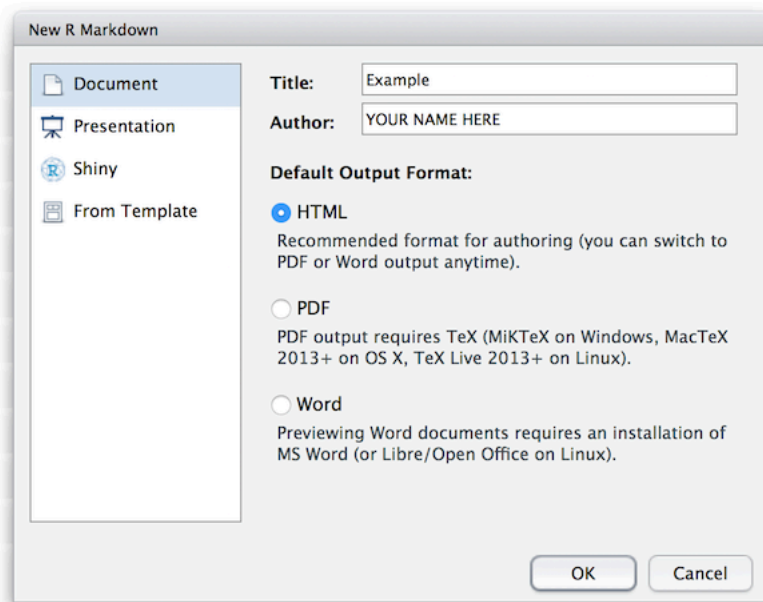 New R Markdown
Document
Presentation
Shiny
From Template
Title:
Example
Author:
YOUR NAME HERE
Default Output Format:
HTML
Recommended format for authoring (you can switch to
PDF or Word output anytime).
PDF
PDF output requires TeX (MiKTeX on Windows, MacTeX
2013+ on OS X, TeX Live 2013+ on Linux).
Word
Previewing Word documents requires an installation of
MS Word (or Libre/Open Office on Linux).
OK
Cancel